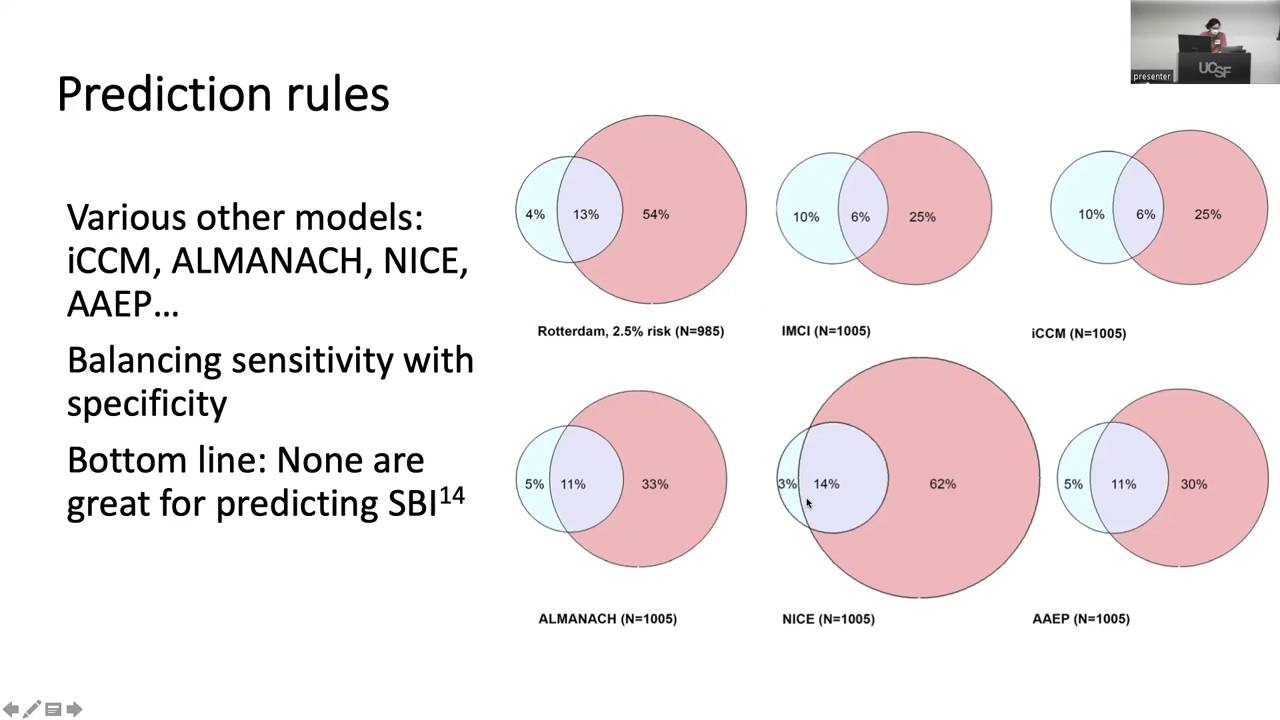 presenter
UCSF
Prediction rules
Various other models:
iCCM, ALMANACH, NICE,
AAEP...
Balancing sensitivity with
specificity
Bottom line: None are
great for predicting SBI14
4% 13% 54%
Rotterdam, 2.5% risk (N=985)
10% 6% 25%
IMCI (N=1005)
10% 6% 25%
iCCM (N=1005)
5% 11% 33%
ALMANACH (N=1005)
3% 14% 62%
NICE (N=1005)
5% 11% 30%
AAEP (N=1005)